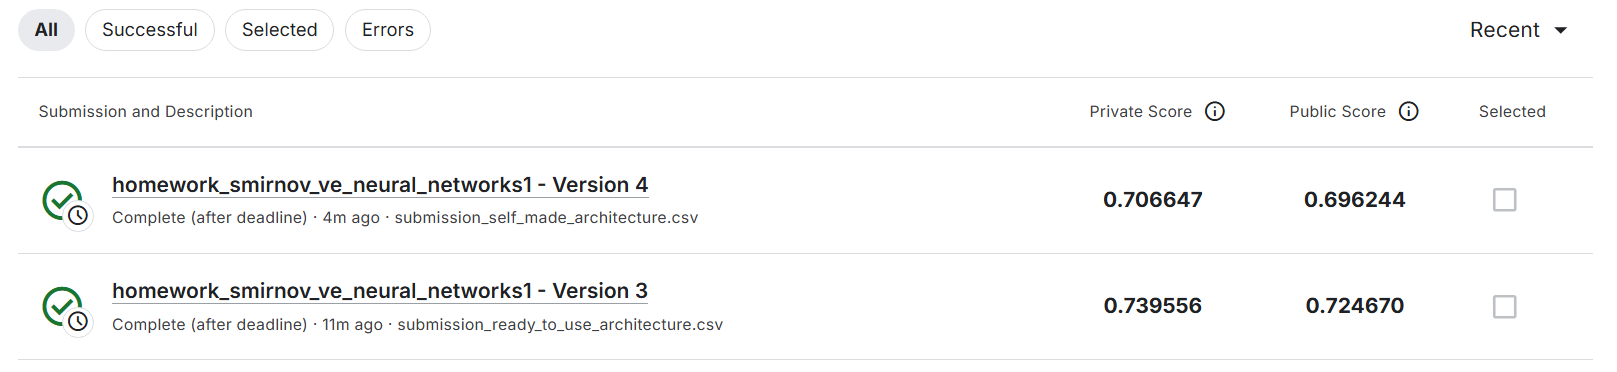 All Successful Selected Errors Recent
Submission and Description Private Score Public Score Selected
homework_smirnov_ve_neural_networks1 - Version 4 0.706647 0.696244
Complete (after deadline) · 4m ago · submission_self_made_architecture.csv
homework_smirnov_ve_neural_networks1 - Version 3 0.739556 0.724670
Complete (after deadline) · 11m ago · submission_ready_to_use_architecture.csv